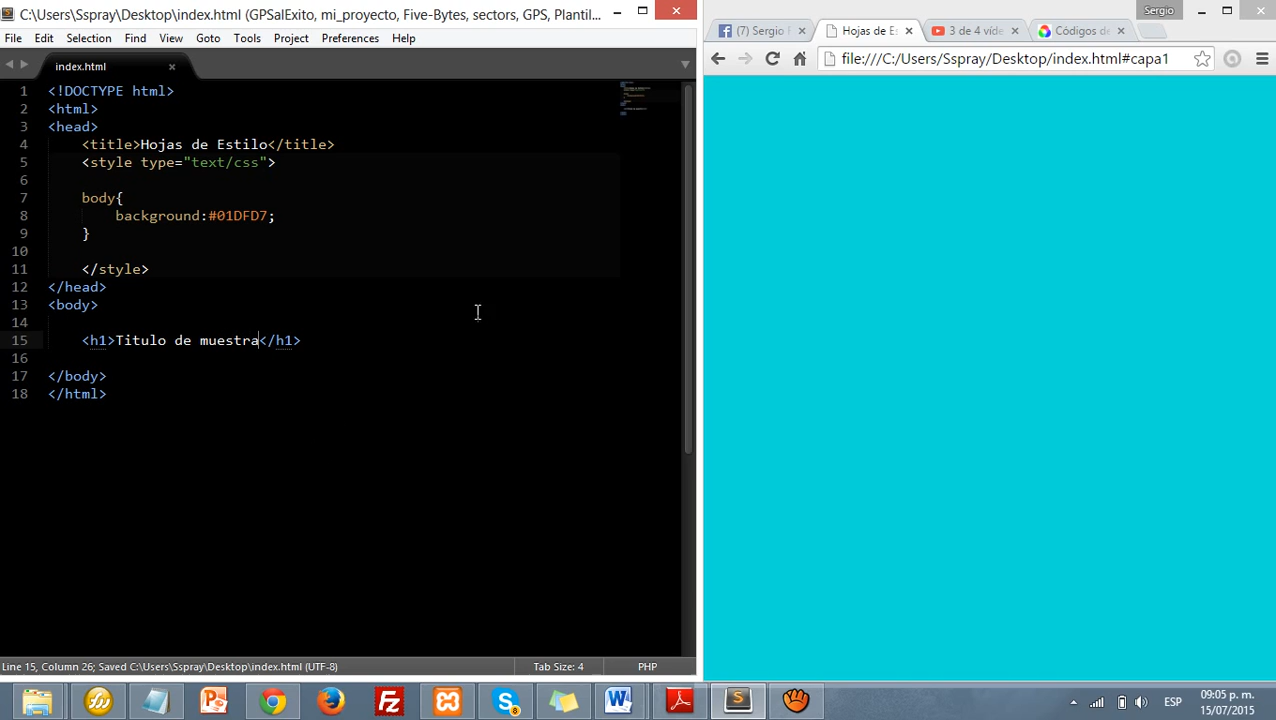 C:\Users\Sspray\Desktop\index.html (GPSalExito, mi_proyecto, Five-Bytes, sectors, GPS, Plantil...
File Edit Selection Find View Goto Tools Project Preferences Help
index.html
1 <!DOCTYPE html>
2 <html>
3 <head>
4 <title>Hojas de Estilo</title>
5 <style type="text/css">
6
7 body{
8 background:#01DFD7;
9 }
10
11 </style>
12 </head>
13 <body>
14
15 <h1>Titulo de muestra</h1>
16
17 </body>
18 </html>
Line 15, Column 26; Saved C:\Users\Sspray\Desktop\index.html (UTF-8) Tab Size: 4 PHP
Sergio
(7) Sergio Hojas de Es 3 de 4 víde Códigos de
file:///C:/Users/Sspray/Desktop/index.html#capa1
ESP
09:05 p. m.
15/07/2015